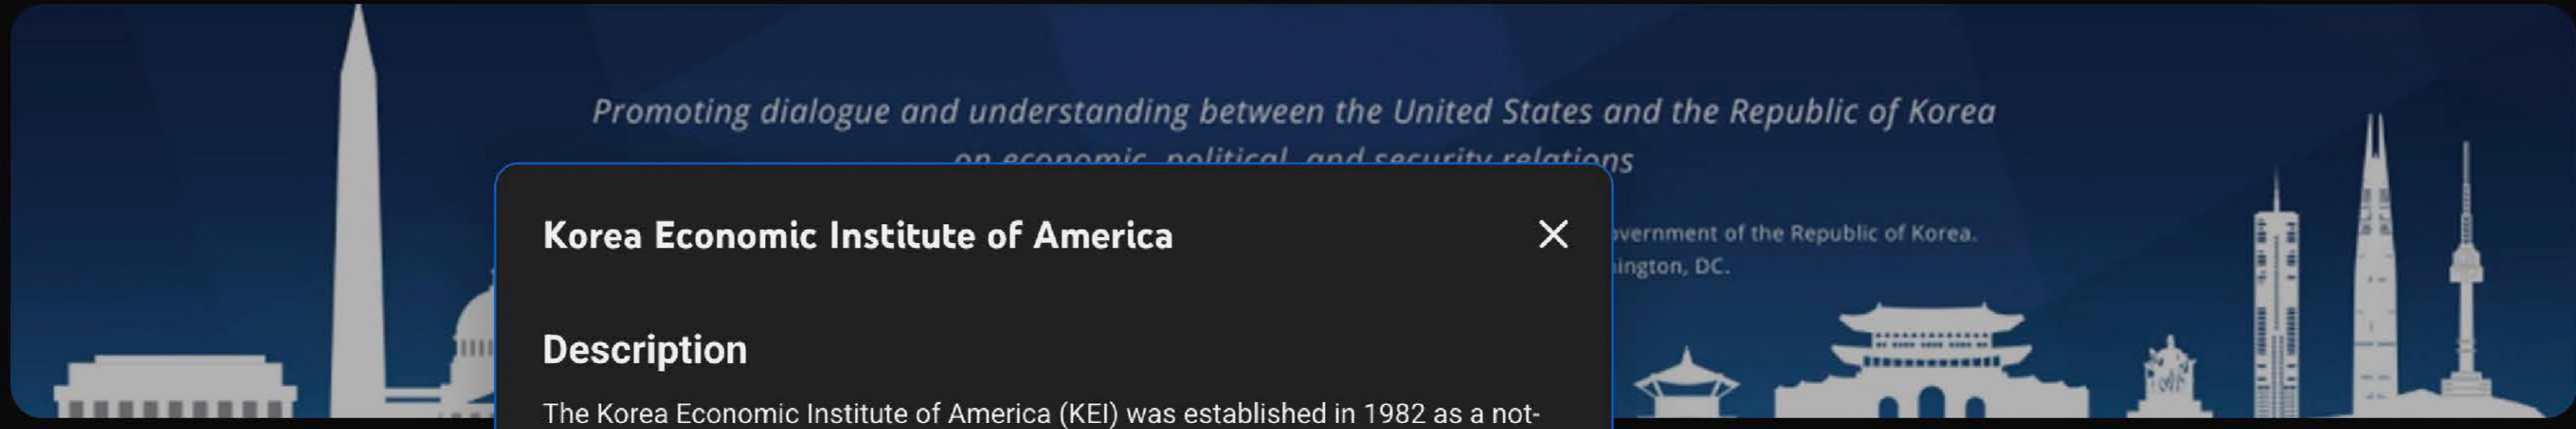 Promoting dialogue and understanding between the United States and the Republic of Korea
on economic, political, and security relations
Korea Economic Institute of America
of the Republic of Korea.
DC.
Description
The Korea Economic Institute of America (KEI) was established in 1982 as a not-